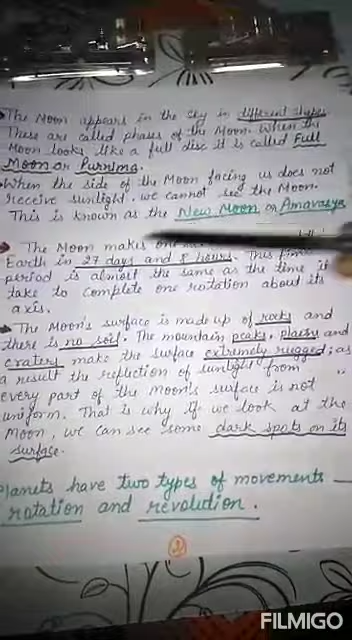 The Moon appears in the sky in different shapes.
These are called phases of the Moon. When the
Moon looks like a full disc it is called Full
Moon or Purnima.
When the side of the Moon facing us does not
receive sunlight. we cannot see the Moon.
This is known as the New Moon or Amavasya
The Moon makes one
Earth in 27 days and 8 hours. This time
period is almost the same as the time it
take to complete one rotation about its
axis.
The Moon's surface is made up of rocks and
there is no soil. The mountain peaks, and
craters make the surface extremely rugged; as
a result the reflection of sunlight from
every part of the Moon's surface is not
uniform. That is why if we look at the
Moon, we can see some dark spots on its
surface.
Planets have two types of movements
rotation and revolution.
FILMIGO